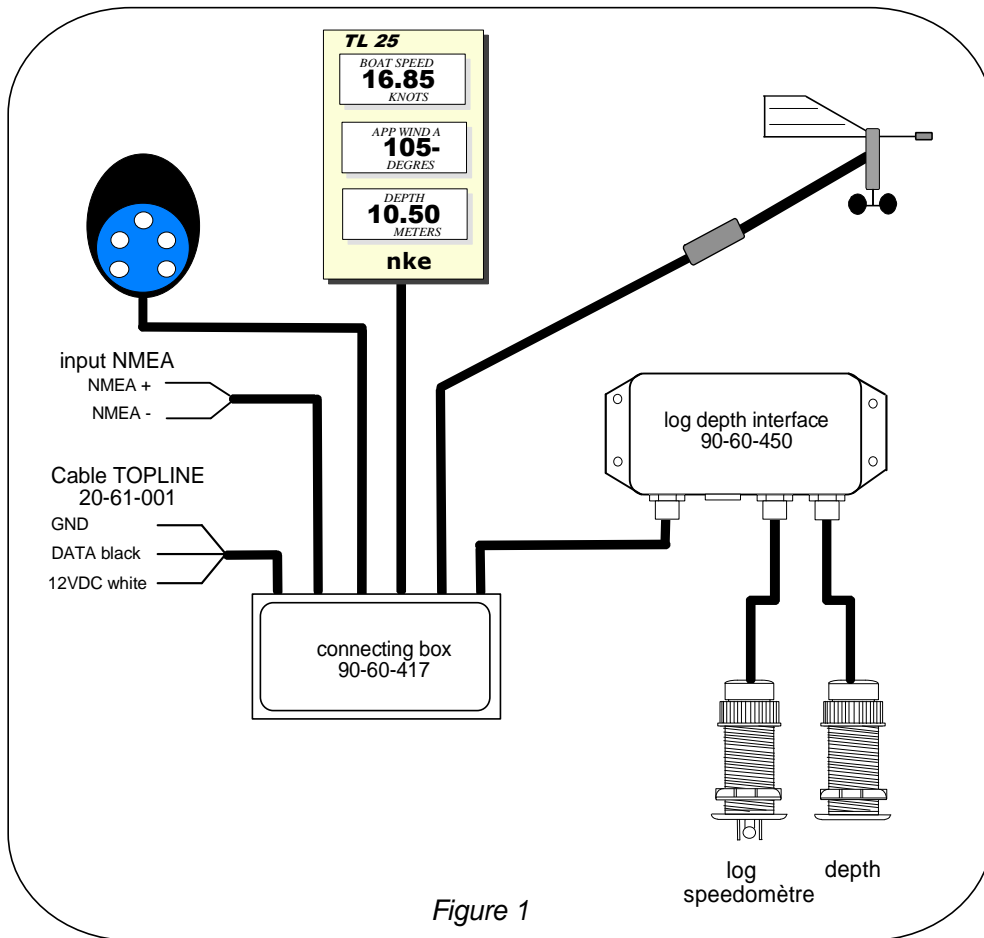 TL 25
BOAT SPEED
16.85
KNOTS
APP WIND A
105-
DEGRES
DEPTH
10.50
METERS
nke
input NMEA
NMEA +
NMEA -
Cable TOPLINE
20-61-001
GND
DATA black
12VDC white
connecting box
90-60-417
log depth interface
90-60-450
log
speedomètre
depth
Figure 1